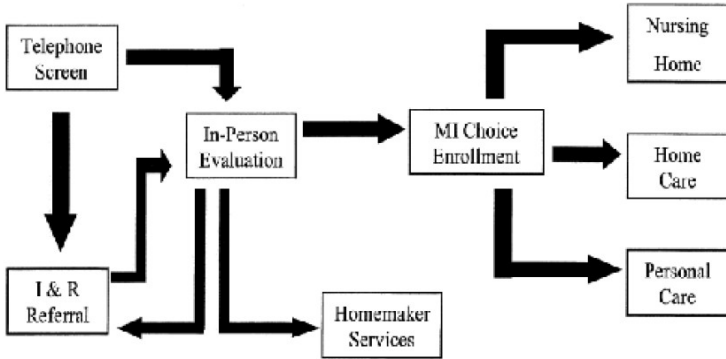 Telephone
Screen
In-Person
Evaluation
I & R
Referral
Homemaker
Services
MI Choice
Enrollment
Nursing
Home
Home
Care
Personal
Care